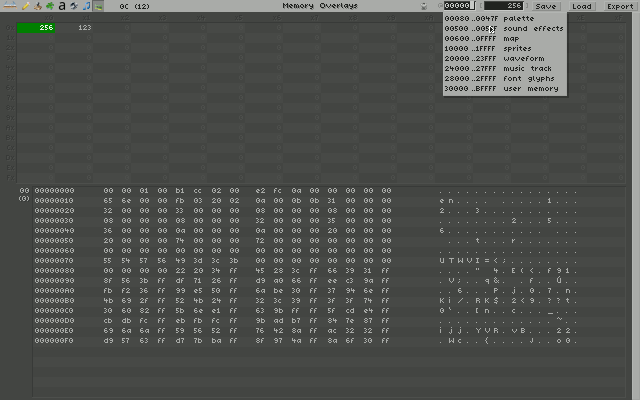 0C (12) Memory Overlays 00000 256 Save Load Export
256 123
00080..0047F palette
00500..005FF sound effects
00600..0FFFF map
10000..1FFFF sprites
20000..23FFF waveform
24000..27FFF music track
28000..2FFFF font glyphs
30000..BFFFF user memory
00 00000000 00 00 01 00 b1 cc 02 00 e2 fc 0a 00 00 00 00 00 . . . . . . . . . . . . . . . .
(0) 00000010 65 6e 00 00 fb 03 20 02 0a 00 0b 0b 31 00 00 00 e n . . . . . . . . . 1 . . .
00000020 32 00 00 00 33 00 00 00 08 00 00 00 08 00 00 00 2 . . . 3 . . . . . . . . . . .
00000030 08 00 00 00 08 00 00 00 32 00 00 00 35 00 00 00 . . . . . . . . 2 . . . 5 . . .
00000040 36 00 00 00 0a 00 00 00 0a 00 00 00 20 00 00 00 6 . . . . . . . . . . . . . . .
00000050 20 00 00 00 74 00 00 00 72 00 00 00 00 00 00 00 . . . t . . . r . . . . . . .
00000060 00 00 00 00 00 00 00 00 00 00 00 00 00 00 00 00 . . . . . . . . . . . . . . . .
00000070 55 54 57 56 49 3d 3c 3b 00 00 00 00 00 00 00 00 U T W V I = < ; . . . . . . . .
00000080 00 00 00 00 22 20 34 ff 45 28 3c ff 66 39 31 ff . . . . " 4 . E ( < . f 9 1 .
00000090 8f 56 3b ff df 71 26 ff d9 a0 66 ff ee c3 9a ff . V ; . . q & . . . f . . . . .
000000A0 fb f2 36 ff 99 e5 50 ff 6a be 30 ff 37 94 6e ff . . 6 . . . P . j . 0 . 7 . n .
000000B0 4b 69 2f ff 52 4b 24 ff 32 3c 39 ff 3f 3f 74 ff K i / . R K $ . 2 < 9 . ? ? t .
000000C0 30 60 82 ff 5b 6e e1 ff 63 9b ff ff 5f cd e4 ff 0 ` . . [ n . . c . . . _ . . .
000000D0 cb db fc ff eb fb fc ff 9b ad b7 ff 84 7e 87 ff . . . . . . . . . . . . . ~ . .
000000E0 69 6a 6a ff 59 56 52 ff 76 42 8a ff ac 32 32 ff i j j . Y V R . v B . . . 2 2 .
000000F0 d9 57 63 ff d7 7b ba ff 8f 97 4a ff 8a 6f 30 ff . W c . . { . . . . J . . o 0 .